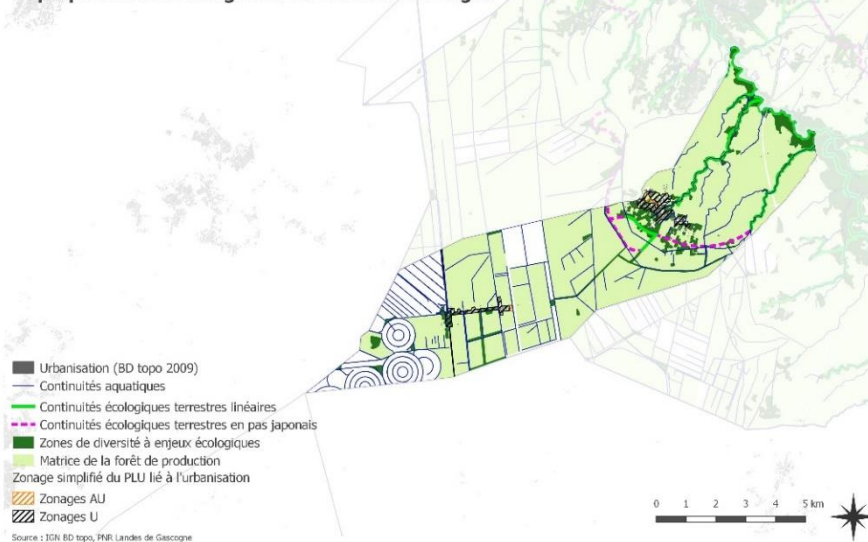 Urbanisation (BD topo 2009)
Continuités aquatiques
Continuités écologiques terrestres linéaires
Continuités écologiques terrestres en pas japonais
Zones de diversité à enjeux écologiques
Matrice de la forêt de production
Zonage simplifié du PLU lié à l'urbanisation
Zonages AU
Zonages U
Source : IGN BD topo, PNR Landes de Gascogne
0 1 2 3 4 5 km